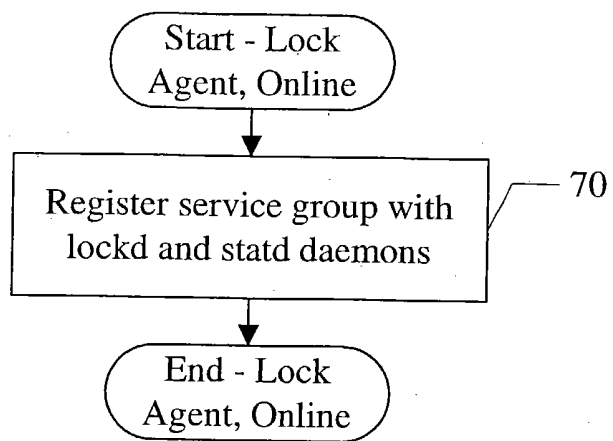 Start - Lock
Agent, Online
Register service group with
lockd and statd daemons
70
End - Lock
Agent, Online